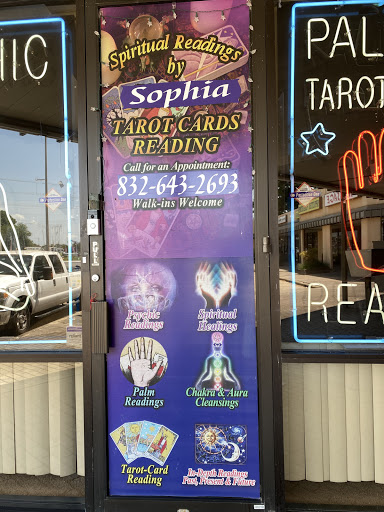 HIC
Spiritual Readings
by
Sophia
TAROT CARDS
READING
Call for an Appointment:
832-643-2693
Walk-ins Welcome
Psychic
Readings
Spiritual
Healings
Palm
Readings
Chakra & Aura
Cleansings
Tarot-Card
Reading
In-Depth Readings
Past, Present & Future
PAL
TAROT
REA